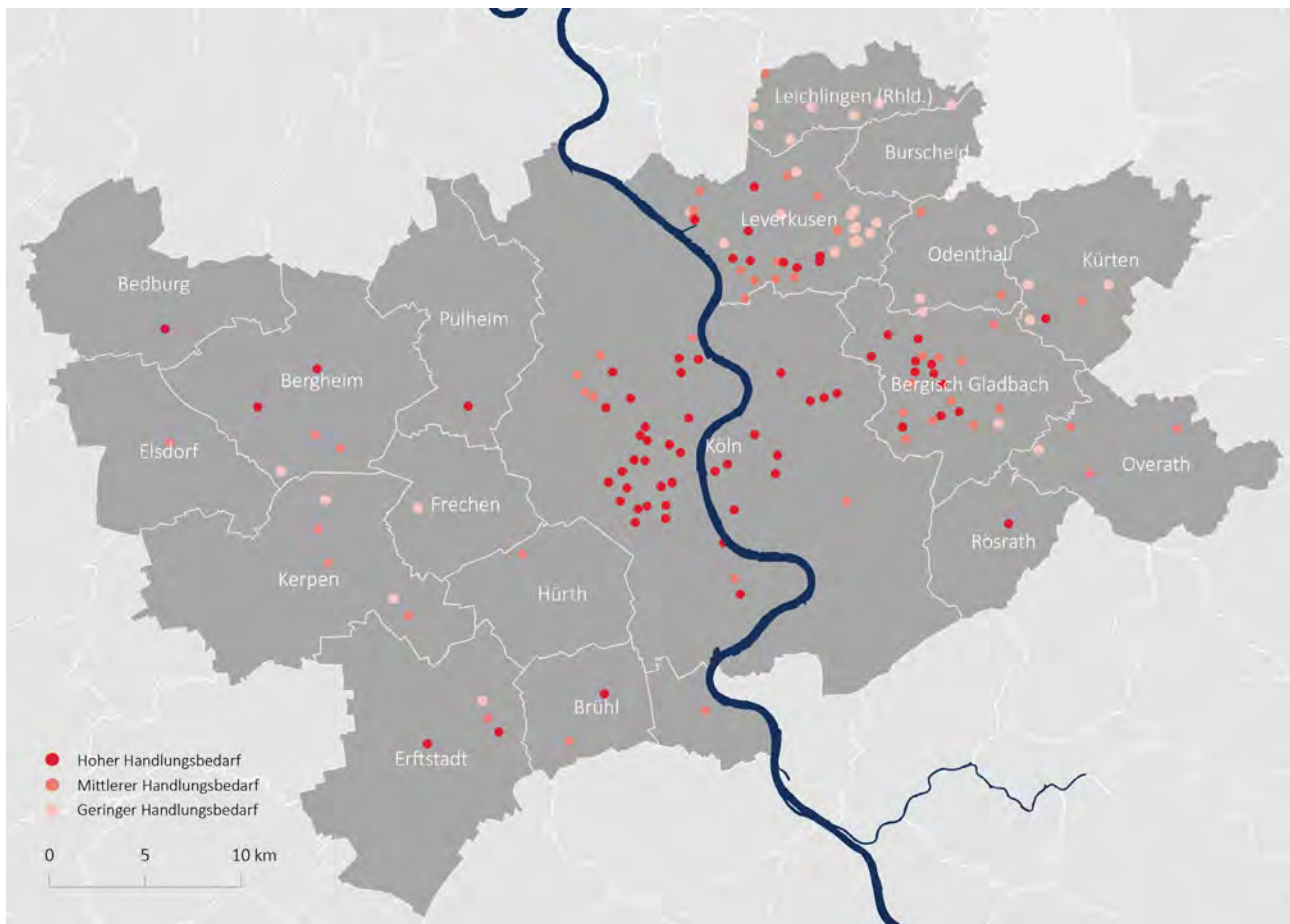 Leichlingen (Rhld.)
Burscheid
Leverkusen
Odenthal
Kürten
Bedburg
Pulheim
Bergheim
Bergisch Gladbach
Elsdorf
Köln
Overath
Frechen
Rösrath
Kerpen
Hürth
Brühl
Erftstadt
Hoher Handlungsbedarf
Mittlerer Handlungsbedarf
Geringer Handlungsbedarf
0 5 10 km